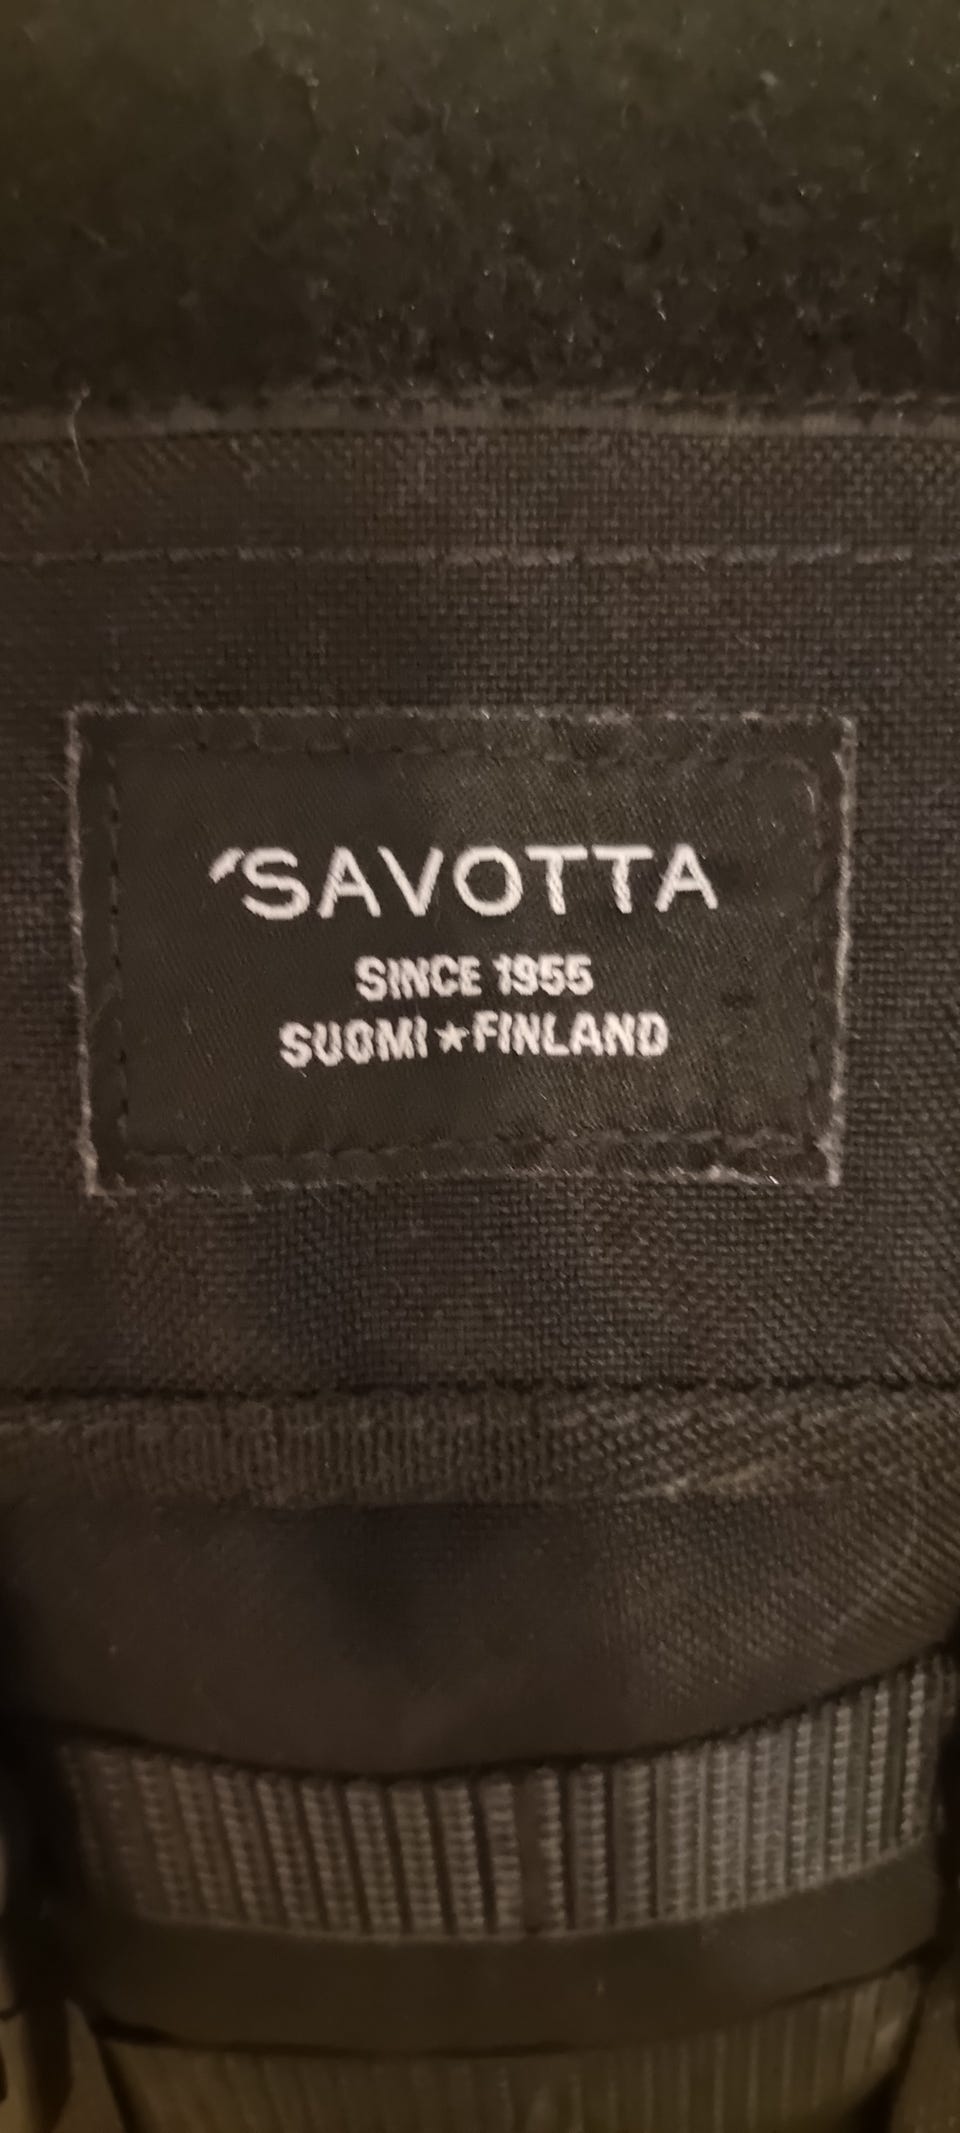 'SAVOTTA
SINCE 1955
SUOMI★FINLAND